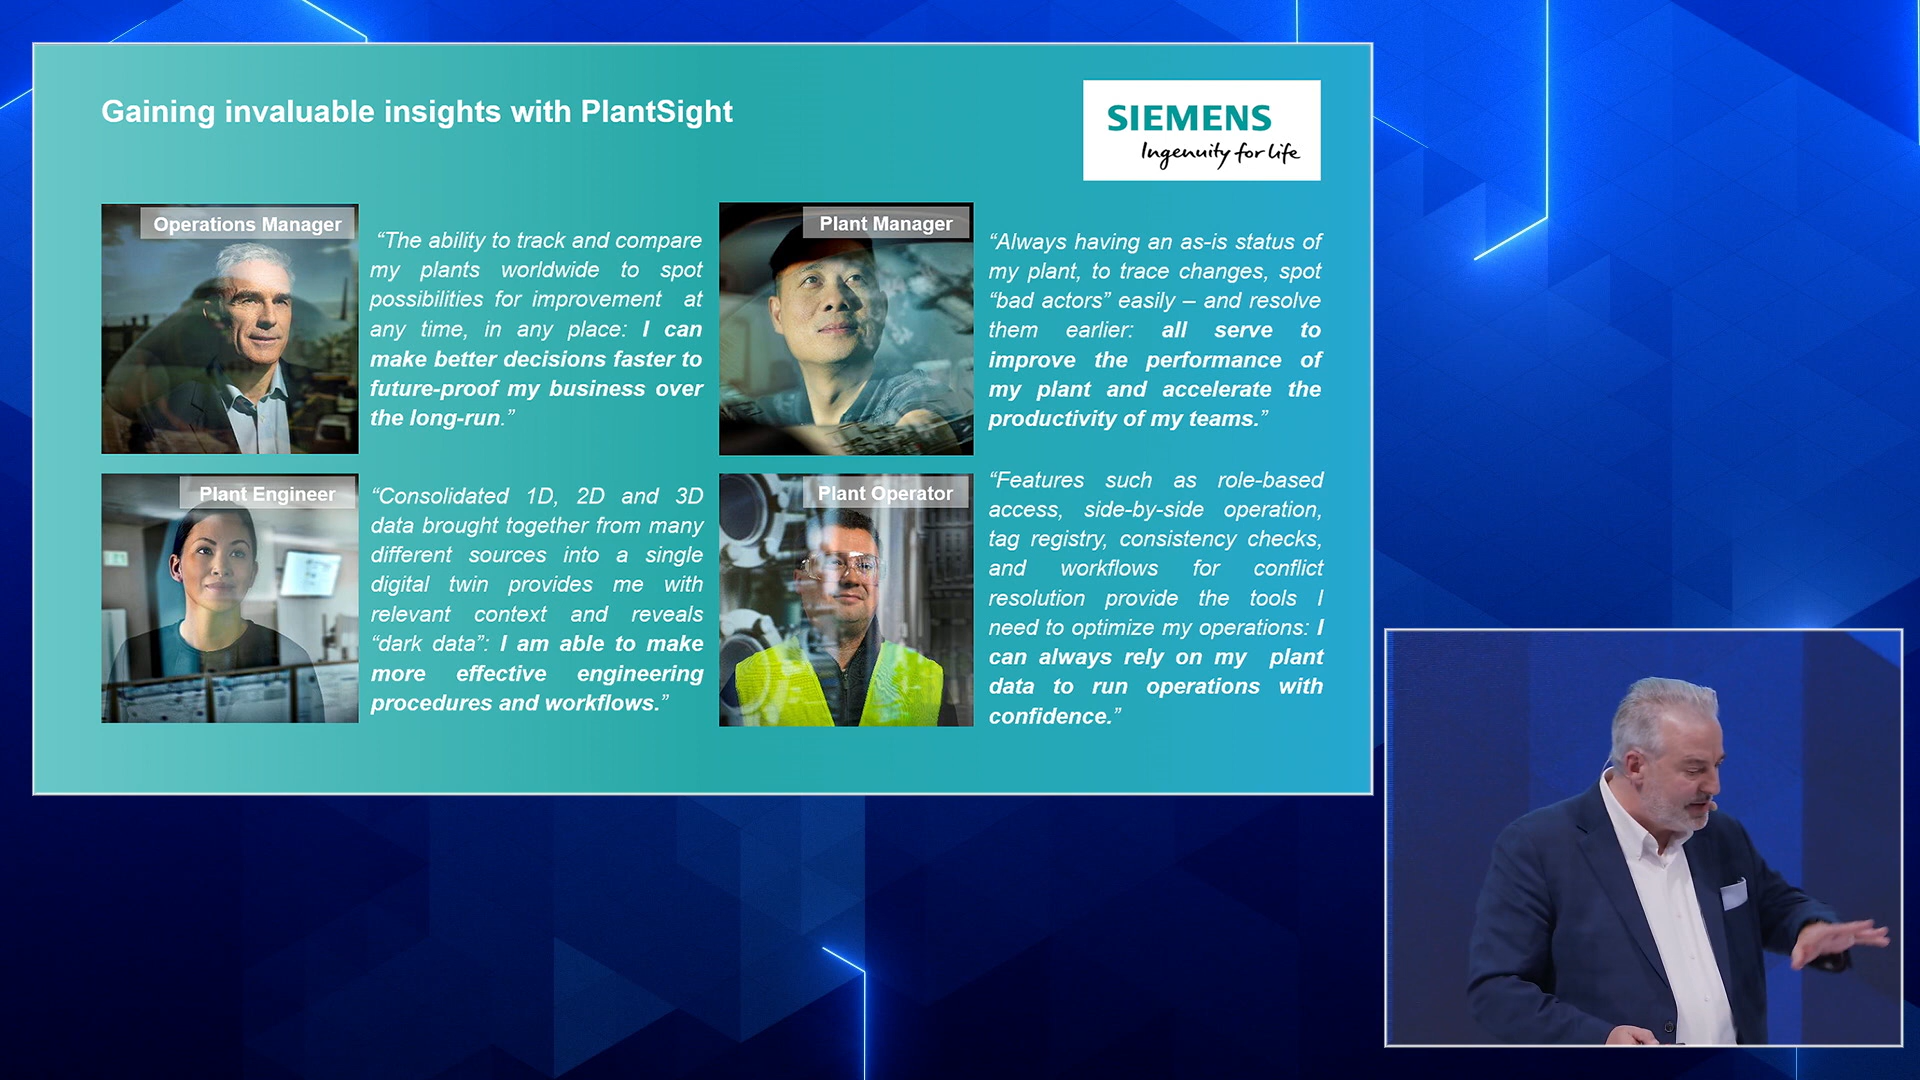 Gaining invaluable insights with PlantSight
SIEMENS
Ingenuity for life
Operations Manager
“The ability to track and compare
my plants worldwide to spot
possibilities for improvement at
any time, in any place: I can
make better decisions faster to
future-proof my business over
the long-run.”
Plant Manager
“Always having an as-is status of
my plant, to trace changes, spot
“bad actors” easily – and resolve
them earlier: all serve to
improve the performance of
my plant and accelerate the
productivity of my teams.”
Plant Engineer
“Consolidated 1D, 2D and 3D
data brought together from many
different sources into a single
digital twin provides me with
relevant context and reveals
“dark data”: I am able to make
more effective engineering
procedures and workflows.”
Plant Operator
“Features such as role-based
access, side-by-side operation,
tag registry, consistency checks,
and workflows for conflict
resolution provide the tools I
need to optimize my operations: I
can always rely on my plant
data to run operations with
confidence.”